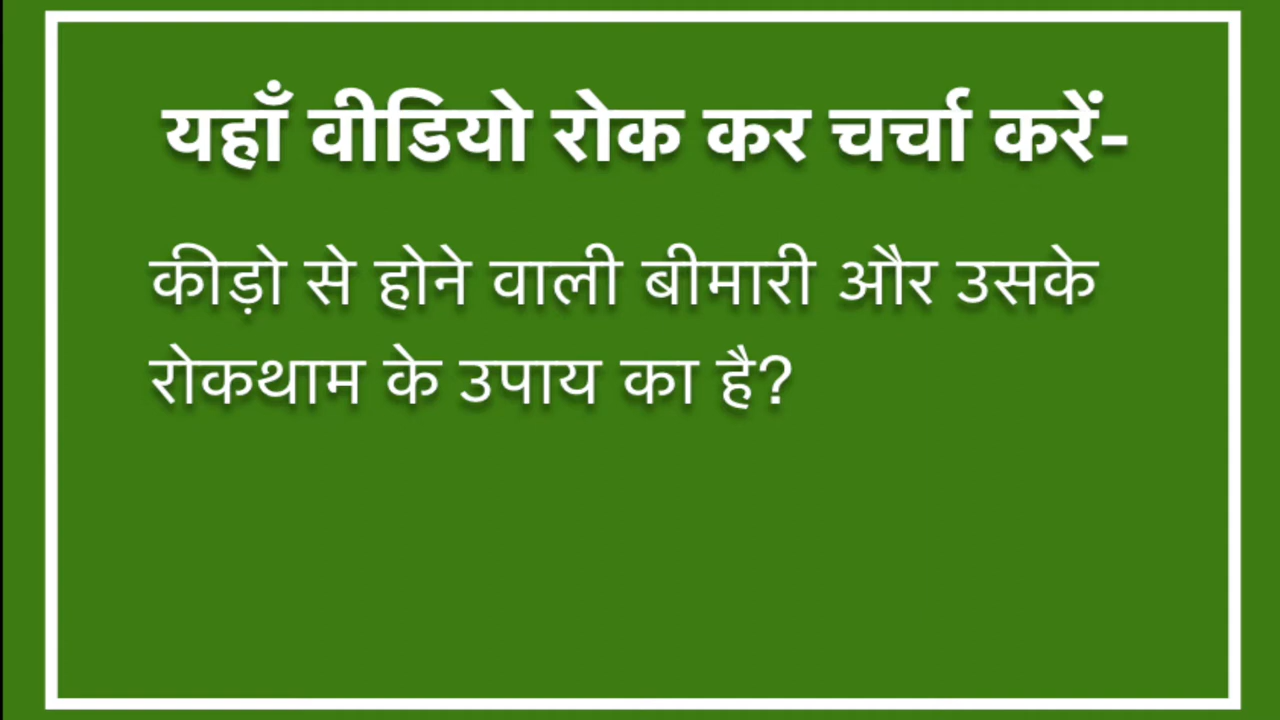 यहाँ वीडियो रोक कर चर्चा करें-
कीड़ो से होने वाली बीमारी और उसके
रोकथाम के उपाय का है?